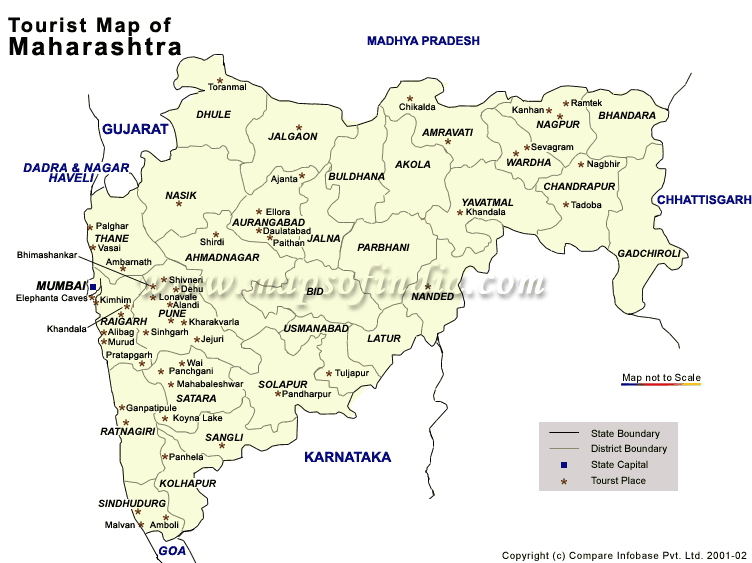 Tourist Map of
Maharashtra
MADHYA PRADESH
Toranmal
DHULE
Chikalda
Kanhan
Ramtek
NAGPUR
BHANDARA
GUJARAT
JALGAON
AMRAVATI
Sevagram
WARDHA
Nagbhir
DADRA & NAGAR
HAVELI
AKOLA
BULDHANA
Ajanta
CHANDRAPUR
NASIK
YAVATMAL
Khandala
Tadoba
CHHATTISGARH
Ellora
AURANGABAD
Daulatabad
Paithan
JALNA
Palghar
THANE
Vasai
Shirdi
PARBHANI
GADCHIROLI
Bhimashankar
Ambarnath
AHMADNAGAR
MUMBAI
Elephanta Caves
Kimhim
Shivneri
Dehu
Lonavale
Alandi
www.mapsofindia.com
BID
NANDED
PUNE
Khandala
RAIGARH
Kharakvarla
Alibag
Murud
Sinhgarh
Jejuri
USMANABAD
LATUR
Pratapgarh
Wai
Panchgani
Mahabaleshwar
SATARA
SOLAPUR
Tuljapur
Pandharpur
Map not to Scale
Ganpatipule
Koyna Lake
RATNAGIRI
SANGLI
Panhela
KARNATAKA
KOLHAPUR
SINDHUDURG
Malvan
Amboli
GOA
State Boundary
District Boundary
State Capital
Tourst Place
Copyright (c) Compare Infobase Pvt. Ltd. 2001-02